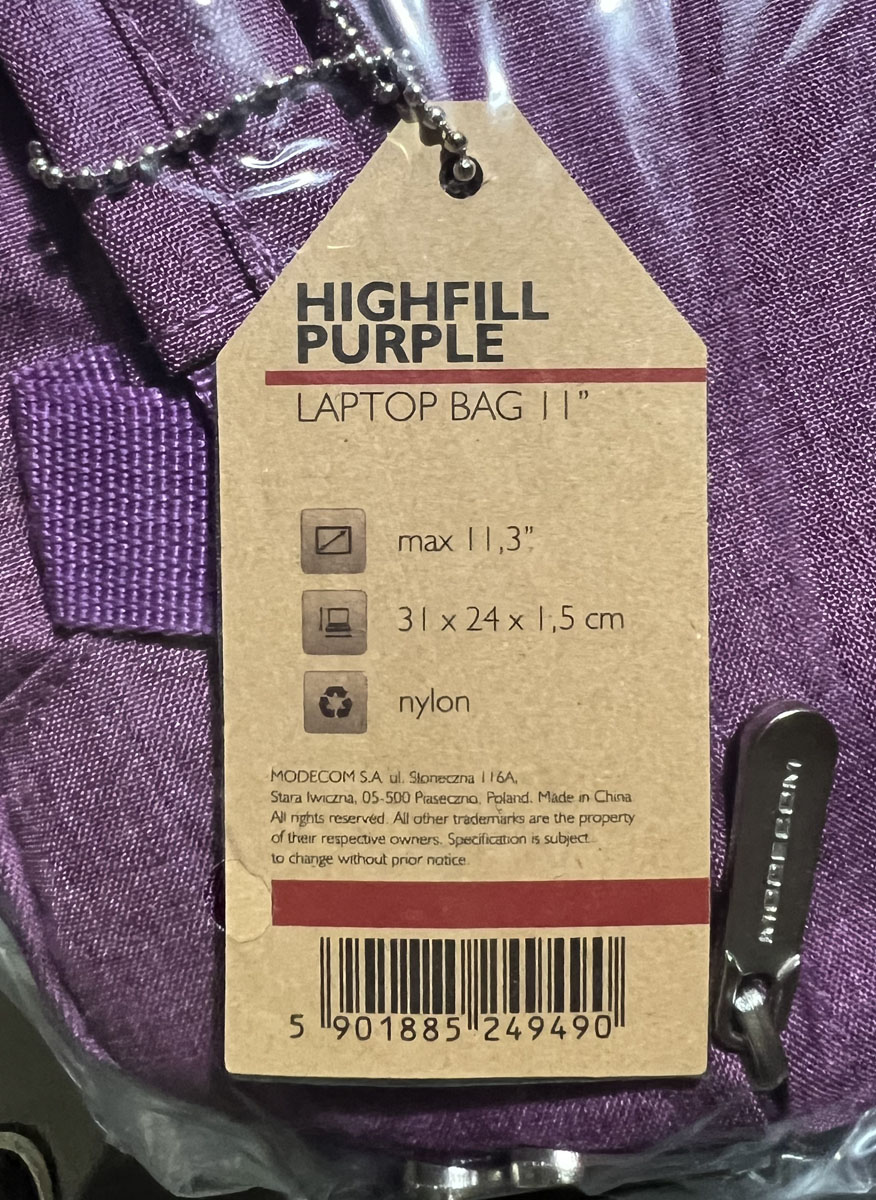 HIGHFILL
PURPLE
LAPTOP BAG 11”
max 11,3”
31 x 24 x 1,5 cm
nylon
MODECOM S.A ul. Słoneczna 116A,
Stara Iwiczna, 05-500 Piaseczno, Poland. Made in China
All rights reserved. All other trademarks are the property
of their respective owners. Specification is subject
to change without prior notice
5 901885 249490
MODECOM